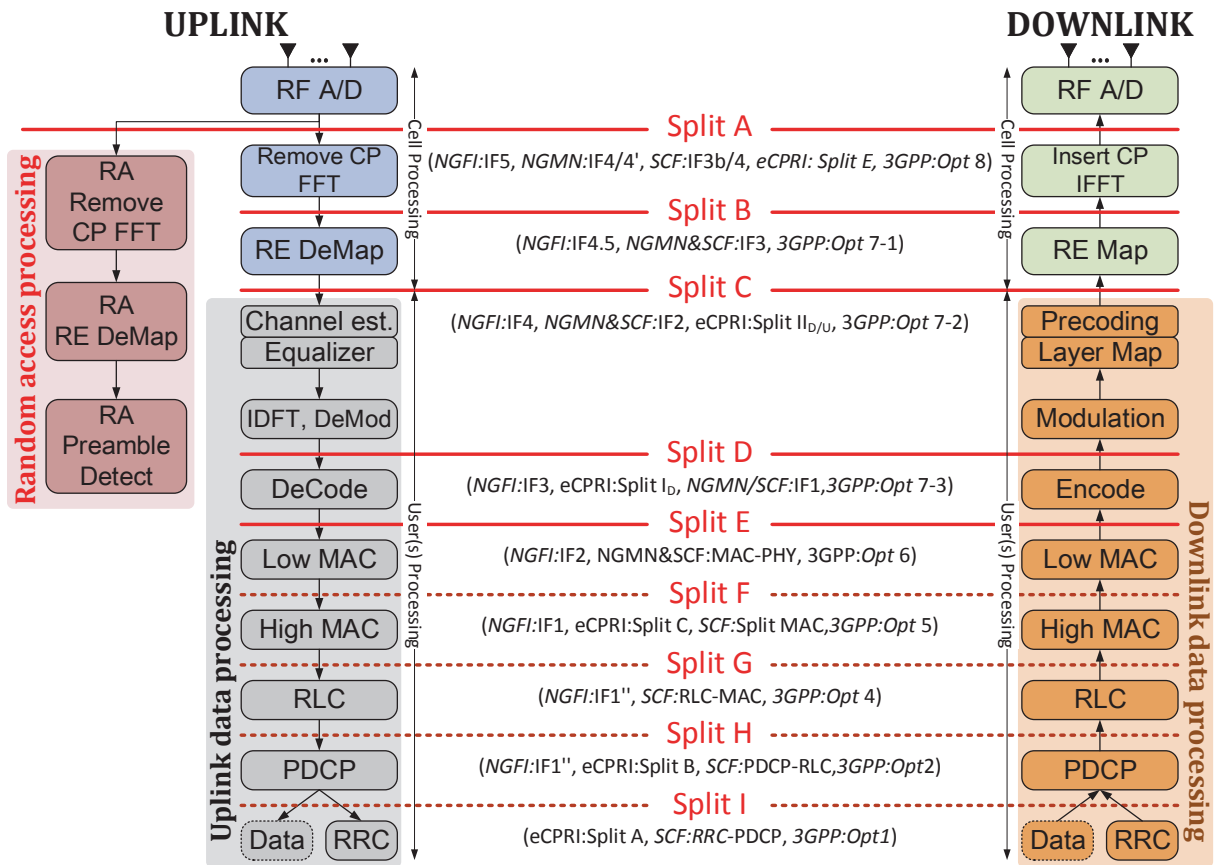 UPLINK
DOWNLINK
...
...
RF A/D
RF A/D
Split A
(NGFI:IF5, NGMN:IF4/4', SCF:IF3b/4, eCPRI: Split E, 3GPP:Opt 8)
Cell Processing
Cell Processing
Random access processing
RA
Remove
CP FFT
Remove CP
FFT
Insert CP
IFFT
Split B
(NGFI:IF4.5, NGMN&SCF:IF3, 3GPP:Opt 7-1)
RE DeMap
RE Map
RA
RE DeMap
Split C
(NGFI:IF4, NGMN&SCF:IF2, eCPRI:Split IID/U, 3GPP:Opt 7-2)
Channel est.
Equalizer
Precoding
Layer Map
RA
Preamble
Detect
IDFT, DeMod
Modulation
Split D
(NGFI:IF3, eCPRI:Split ID, NGMN/SCF:IF1,3GPP:Opt 7-3)
DeCode
Encode
Split E
(NGFI:IF2, NGMN&SCF:MAC-PHY, 3GPP:Opt 6)
User(s) Processing
User(s) Processing
Uplink data processing
Downlink data processing
Low MAC
Low MAC
Split F
(NGFI:IF1, eCPRI:Split C, SCF:Split MAC,3GPP:Opt 5)
High MAC
High MAC
Split G
(NGFI:IF1'', SCF:RLC-MAC, 3GPP:Opt 4)
RLC
RLC
Split H
(NGFI:IF1'', eCPRI:Split B, SCF:PDCP-RLC,3GPP:Opt2)
PDCP
PDCP
Split I
(eCPRI:Split A, SCF:RRC-PDCP, 3GPP:Opt1)
Data
RRC
Data
RRC